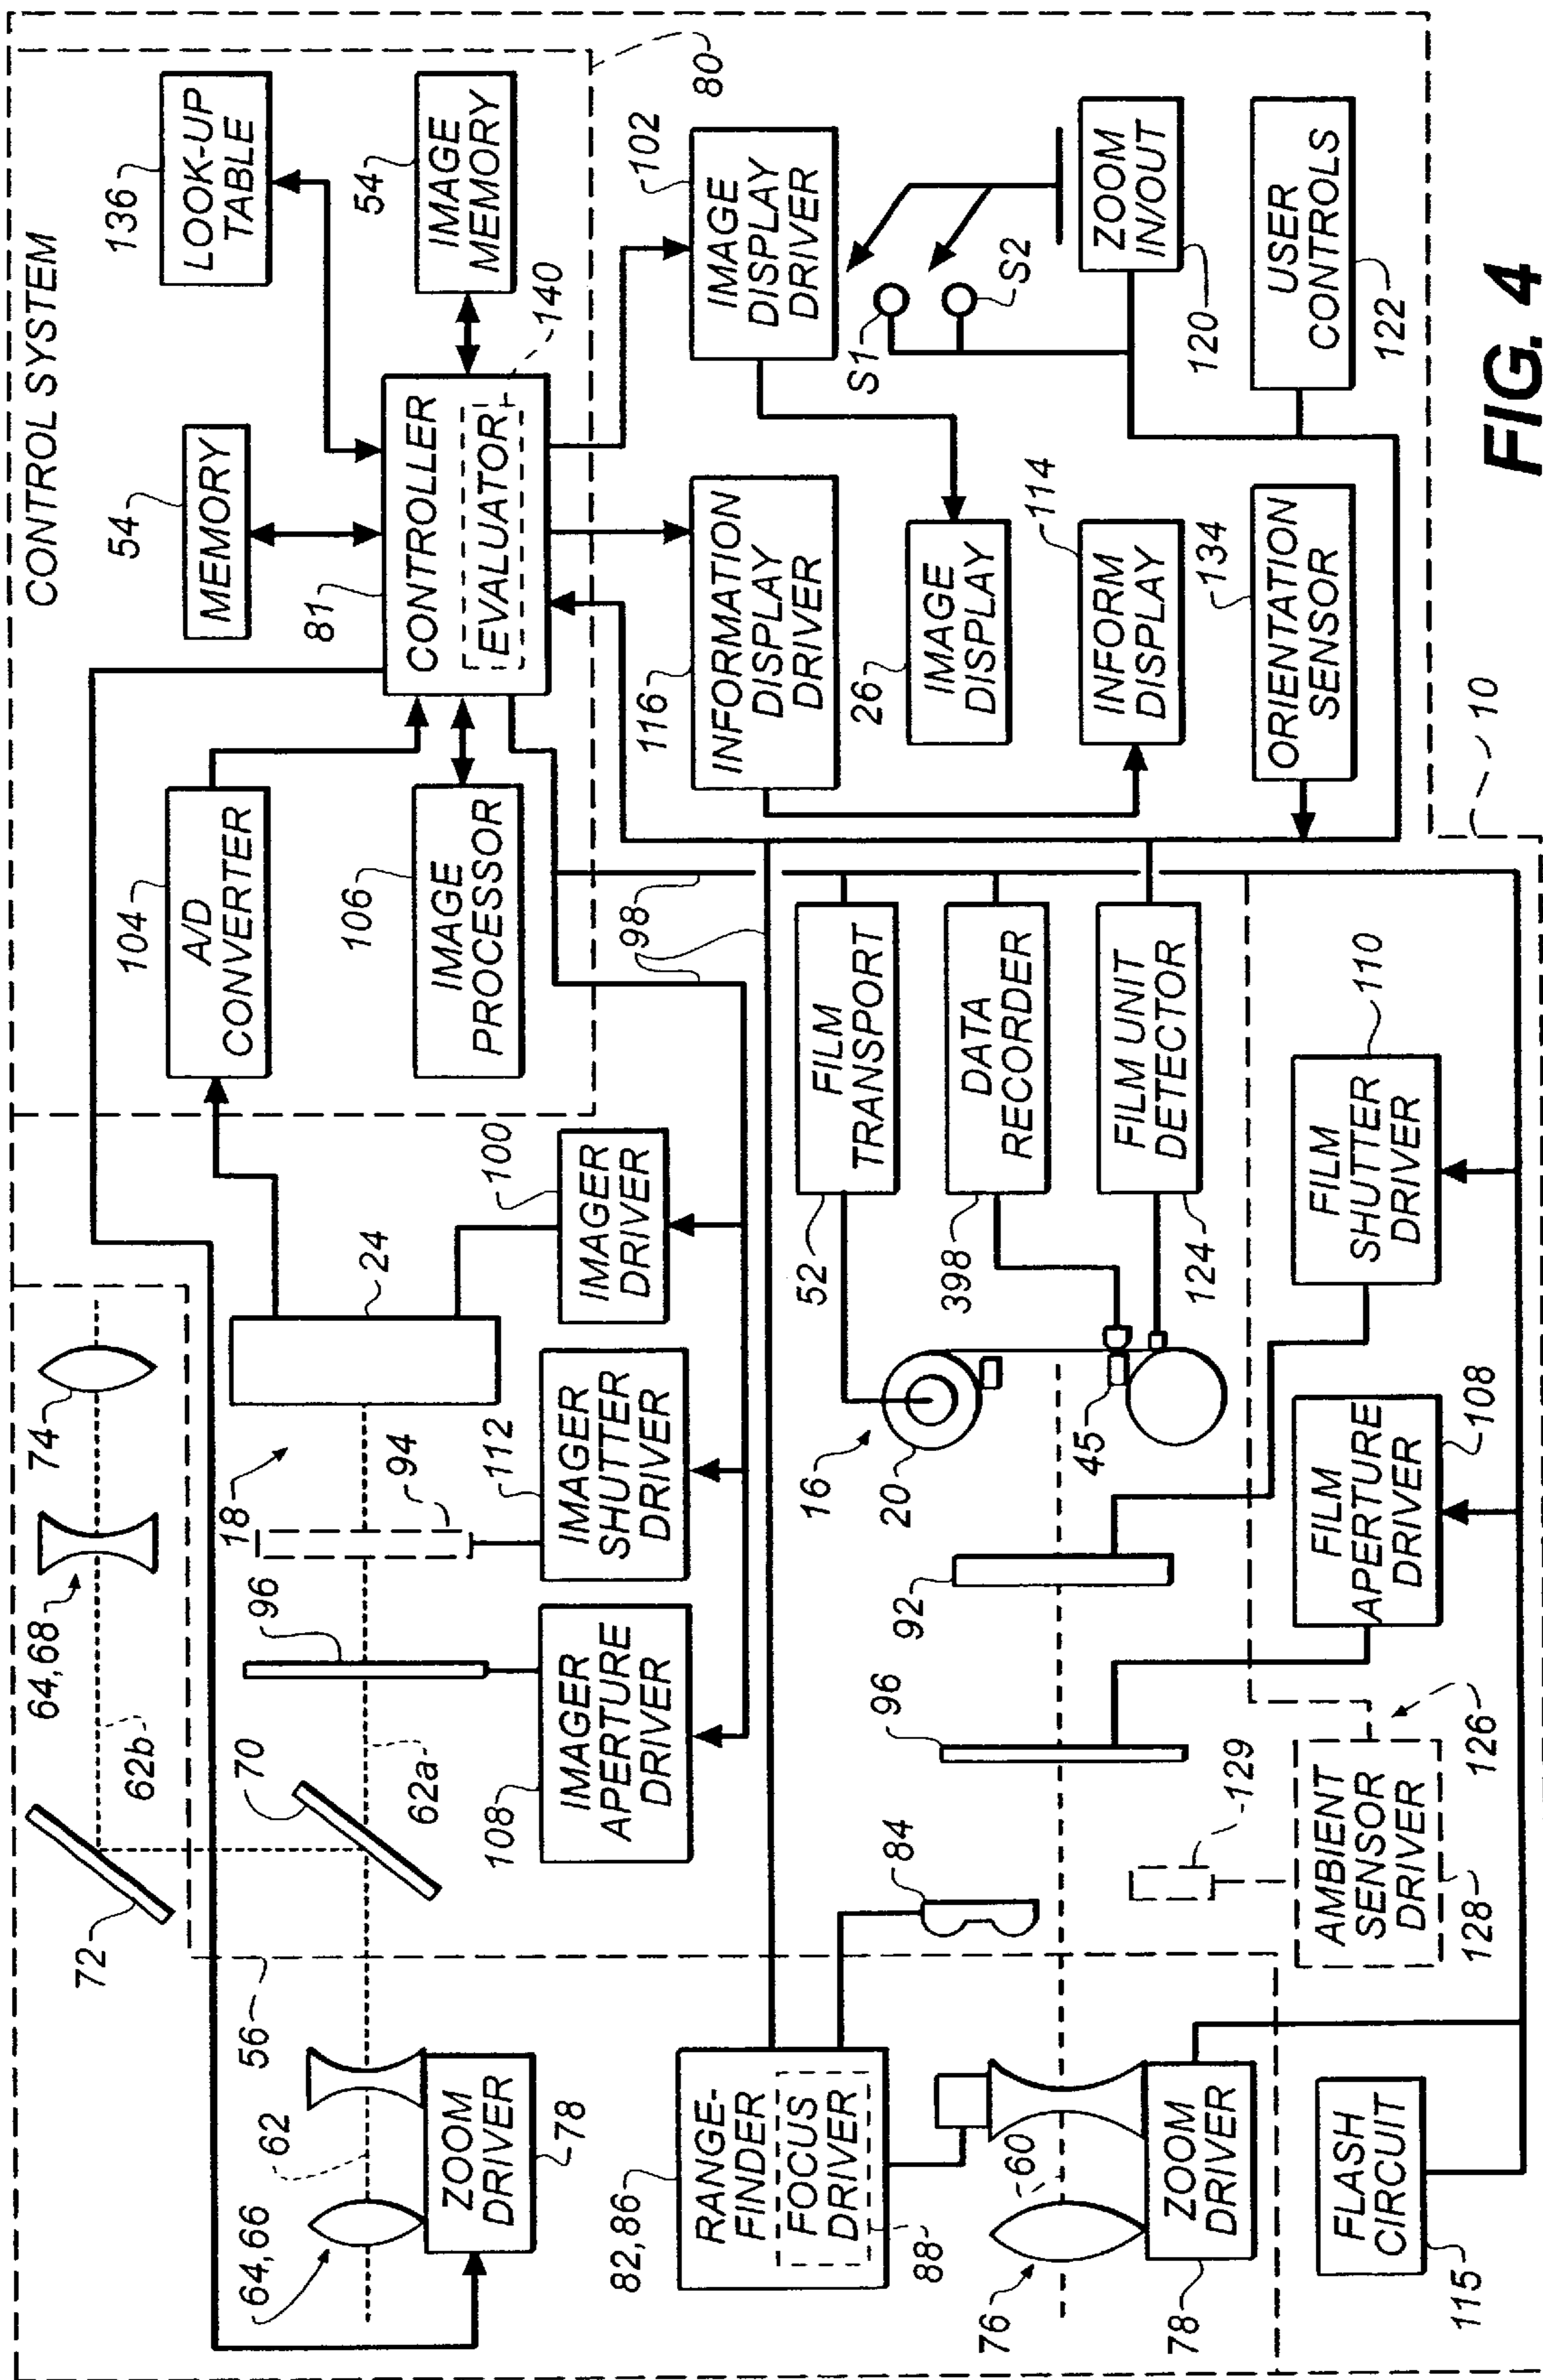 CONTROL SYSTEM
136
LOOK-UP
TABLE
54
MEMORY
54
IMAGE
MEMORY
81
CONTROLLER
EVALUATOR
140
80
104
A/D
CONVERTER
106
IMAGE
PROCESSOR
116
INFORMATION
DISPLAY
DRIVER
102
IMAGE
DISPLAY
DRIVER
26
IMAGE
DISPLAY
114
INFORM
DISPLAY
S1
S2
ZOOM
IN/OUT
120
USER
CONTROLS
122
134
ORIENTATION
SENSOR
10
74
64,68
62b
72
24
18
94
96
70
62a
100
IMAGER
DRIVER
112
IMAGER
SHUTTER
DRIVER
108
IMAGER
APERTURE
DRIVER
98
56
62
64,66
ZOOM
DRIVER
78
FILM
TRANSPORT
52
DATA
RECORDER
398
FILM UNIT
DETECTOR
124
16
20
45
92
96
84
82,86
RANGE-
FINDER
FOCUS
DRIVER
88
60
76
ZOOM
DRIVER
78
110
FILM
SHUTTER
DRIVER
108
FILM
APERTURE
DRIVER
126
129
AMBIENT
SENSOR
DRIVER
128
FLASH
CIRCUIT
115
FIG. 4